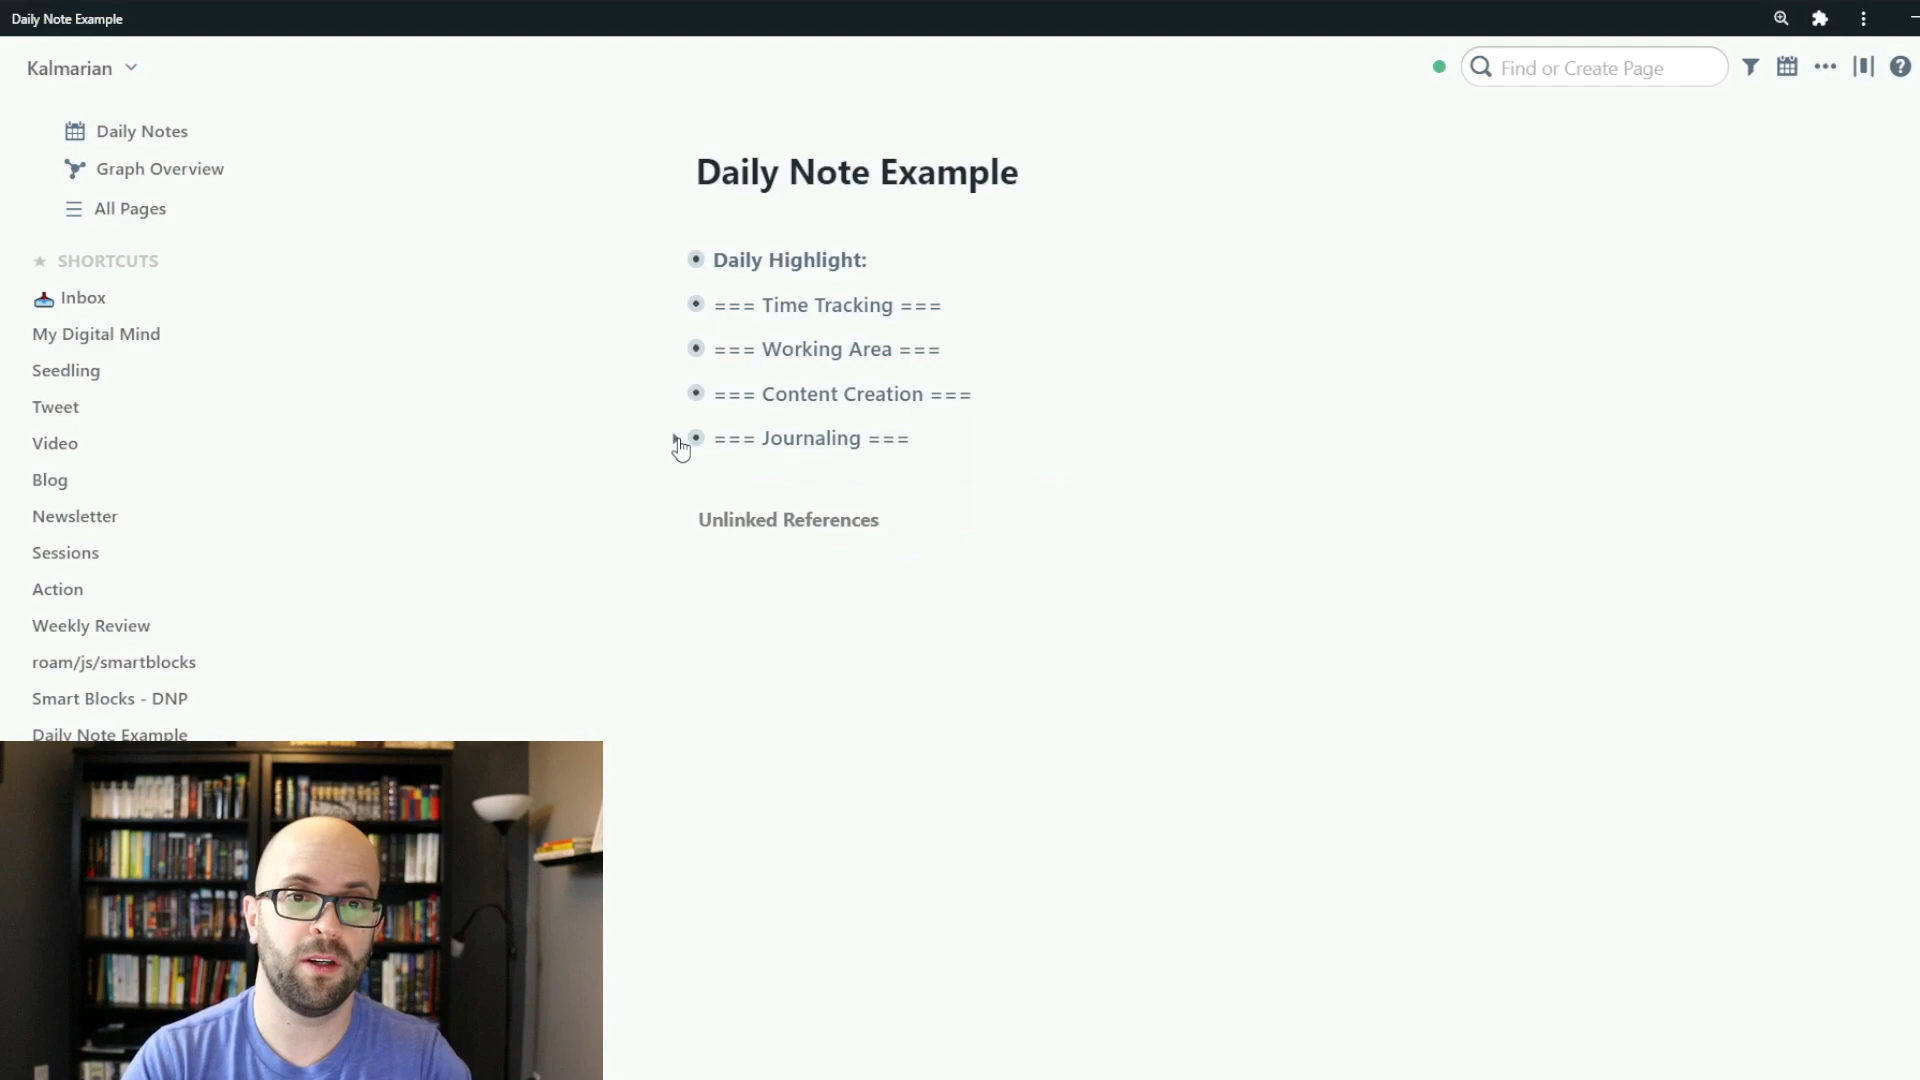 Daily Note Example
Kalmarian
Find or Create Page
Daily Notes
Graph Overview
All Pages
SHORTCUTS
Inbox
My Digital Mind
Seedling
Tweet
Video
Blog
Newsletter
Sessions
Action
Weekly Review
roam/js/smartblocks
Smart Blocks - DNP
Daily Note Example
Daily Note Example
Daily Highlight:
=== Time Tracking ===
=== Working Area ===
=== Content Creation ===
=== Journaling ===
Unlinked References